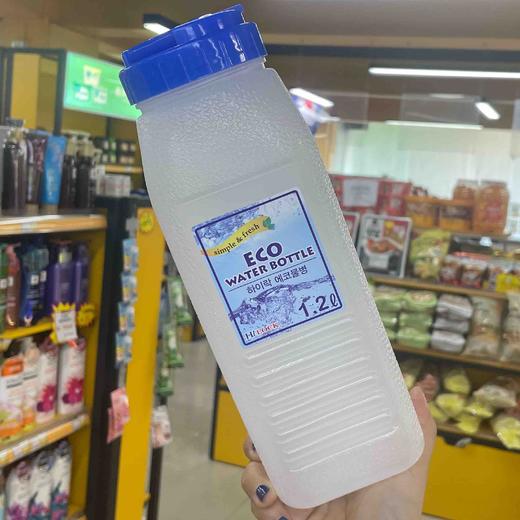 simple & fresh
ECO
WATER BOTTLE
하이락 에코물병
1.2ℓ
HI LOCK